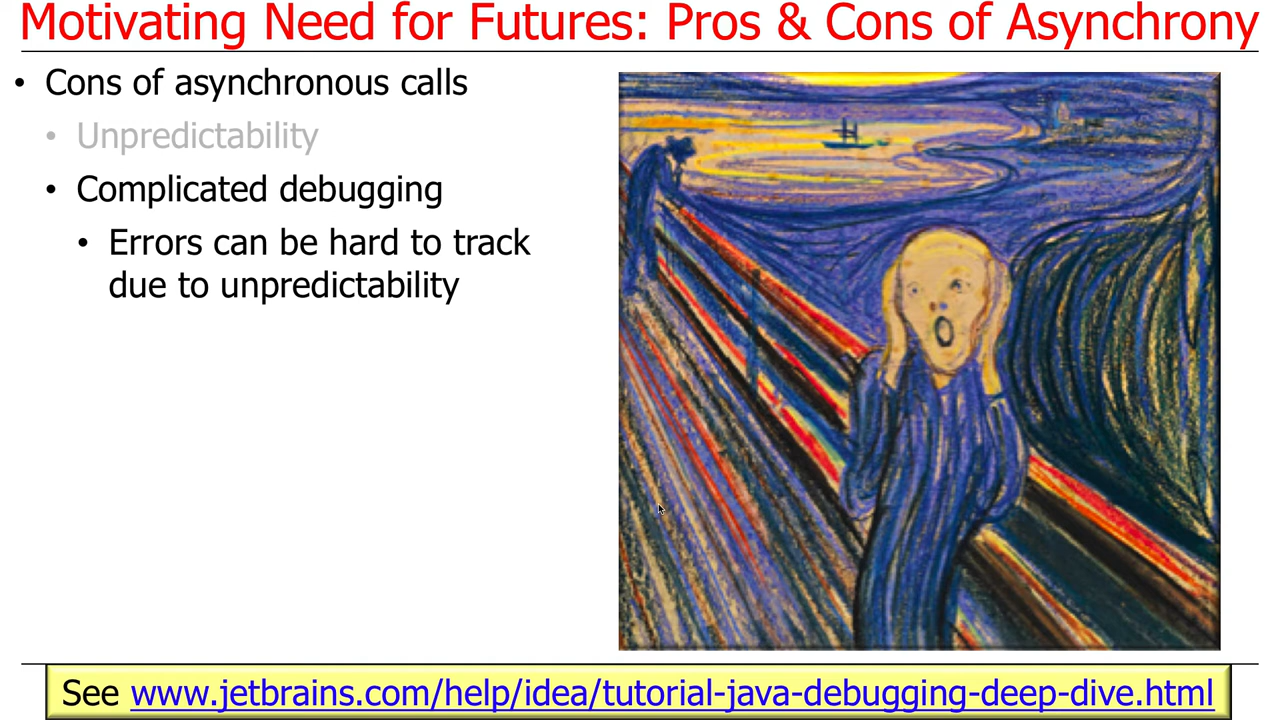 Motivating Need for Futures: Pros & Cons of Asynchrony
• Cons of asynchronous calls
• Unpredictability
• Complicated debugging
• Errors can be hard to track
due to unpredictability
See www.jetbrains.com/help/idea/tutorial-java-debugging-deep-dive.html